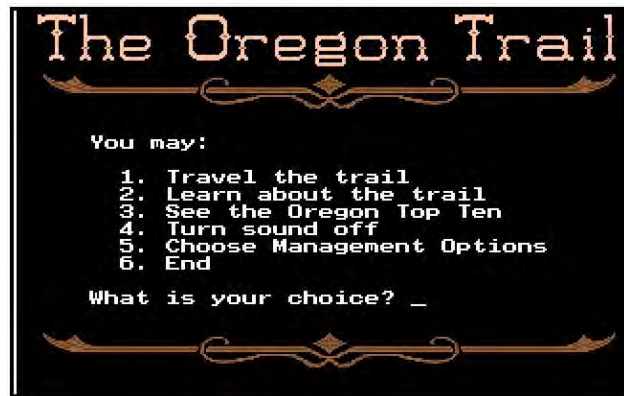 The Oregon Trail
You may:
1. Travel the trail
2. Learn about the trail
3. See the Oregon Top Ten
4. Turn sound off
5. Choose Management Options
6. End
What is your choice? _